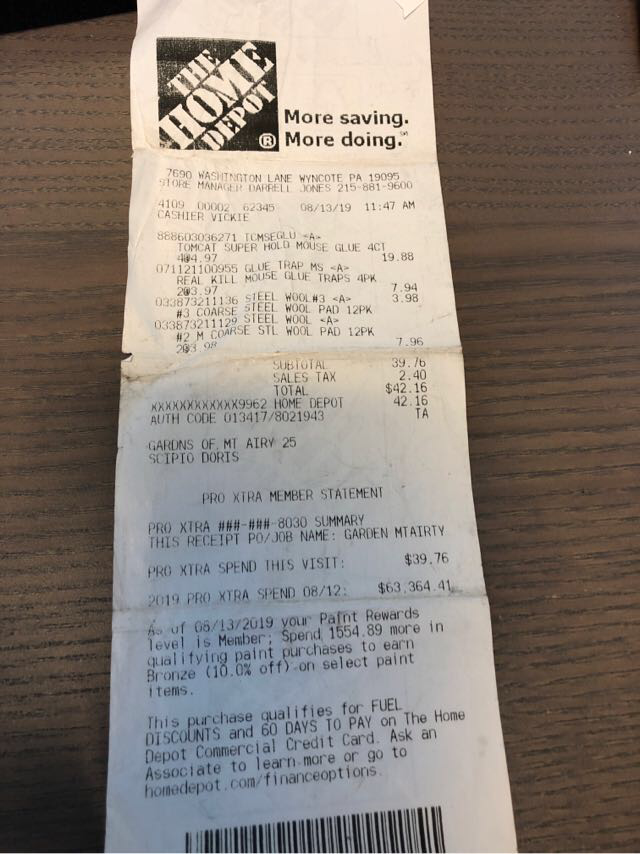 THE
HOME
DEPOT
®
More saving.
More doing.℠
7690 WASHINGTON LANE WYNCOTE PA 19095
STORE MANAGER DARRELL JONES 215-881-9600
4109 00002 62345 08/13/19 11:47 AM
CASHIER VICKIE
888603036271 TCMSEGLU <A>
TOMCAT SUPER HOLD MOUSE GLUE 4CT
4@4.97 19.88
071121100955 GLUE TRAP MS <A>
REAL KILL MOUSE GLUE TRAPS 4PK
2@3.97 7.94
033873211136 STEEL WOOL#3 <A> 3.98
#3 COARSE STEEL WOOL PAD 12PK
033873211129 STEEL WOOL <A>
#2 M COARSE STL WOOL PAD 12PK
2@3.98 7.96
SUBTOTAL 39.76
SALES TAX 2.40
TOTAL $42.16
XXXXXXXXXXXX9962 HOME DEPOT 42.16
AUTH CODE 013417/8021943 TA
GARDNS OF MT AIRY 25
SCIPIO DORIS
PRO XTRA MEMBER STATEMENT
PRO XTRA ###-###-8030 SUMMARY
THIS RECEIPT PO/JOB NAME: GARDEN MTAIRTY
PRO XTRA SPEND THIS VISIT: $39.76
2019 PRO XTRA SPEND 08/12: $63,364.41
As of 08/13/2019 your Paint Rewards
level is Member; Spend 1554.89 more in
qualifying paint purchases to earn
Bronze (10.0% off) on select paint
items.
This purchase qualifies for FUEL
DISCOUNTS and 60 DAYS TO PAY on The Home
Depot Commercial Credit Card. Ask an
Associate to learn more or go to
homedepot.com/financeoptions.